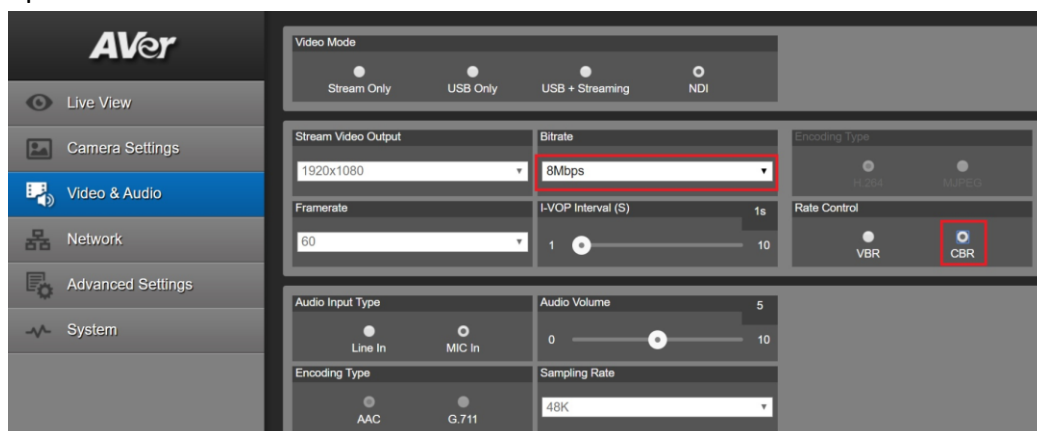 AVer
Live View
Camera Settings
Video & Audio
Network
Advanced Settings
System
Video Mode
Stream Only USB Only USB + Streaming NDI
Stream Video Output Bitrate Encoding Type
1920x1080 8Mbps H.264 MJPEG
Framerate I-VOP Interval (S) 1s Rate Control
60 1 10 VBR CBR
Audio Input Type Audio Volume 5
Line In MIC In 0 10
Encoding Type Sampling Rate
AAC G.711 48K